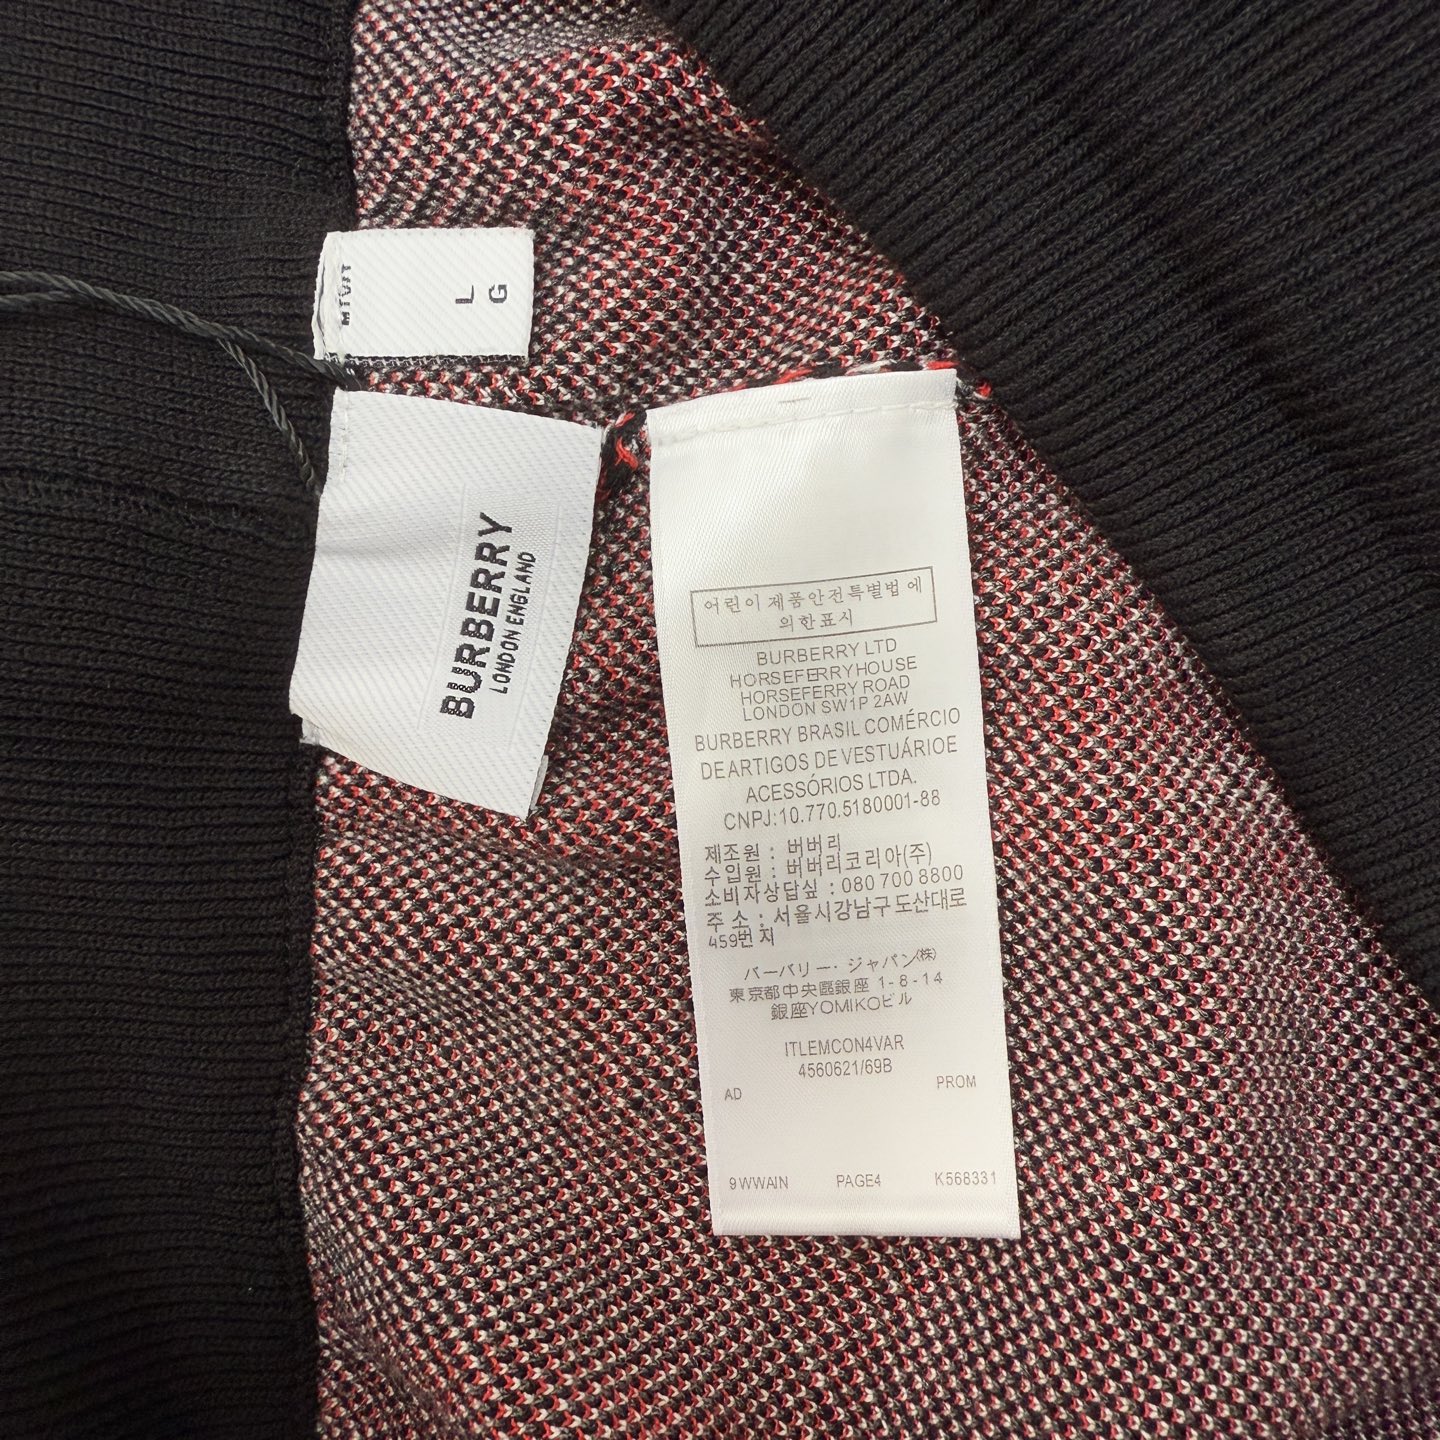 L
G
BURBERRY
LONDON ENGLAND
어린이 제품안전특별법 에
의한표시
BURBERRY LTD
HORSEFERRYHOUSE
HORSEFERRY ROAD
LONDON SW1P 2AW
BURBERRY BRASIL COMÉRCIO
DEARTIGOS DE VESTUÁRIOE
ACESSÓRIOS LTDA.
CNPJ:10.770.5180001-88
제조원 : 버버리
수입원 : 버버리코리아(주)
소비자상답싶 : 080 700 8800
주 소 : 서울시강남구 도산대로
459번 지
バーバリー・ジャパン(株)
東京都中央區銀座 1-8-14
銀座YOMIKOビル
ITLEMCON4VAR
4560621/69B
AD PROM
9WWAIN PAGE4 K568331